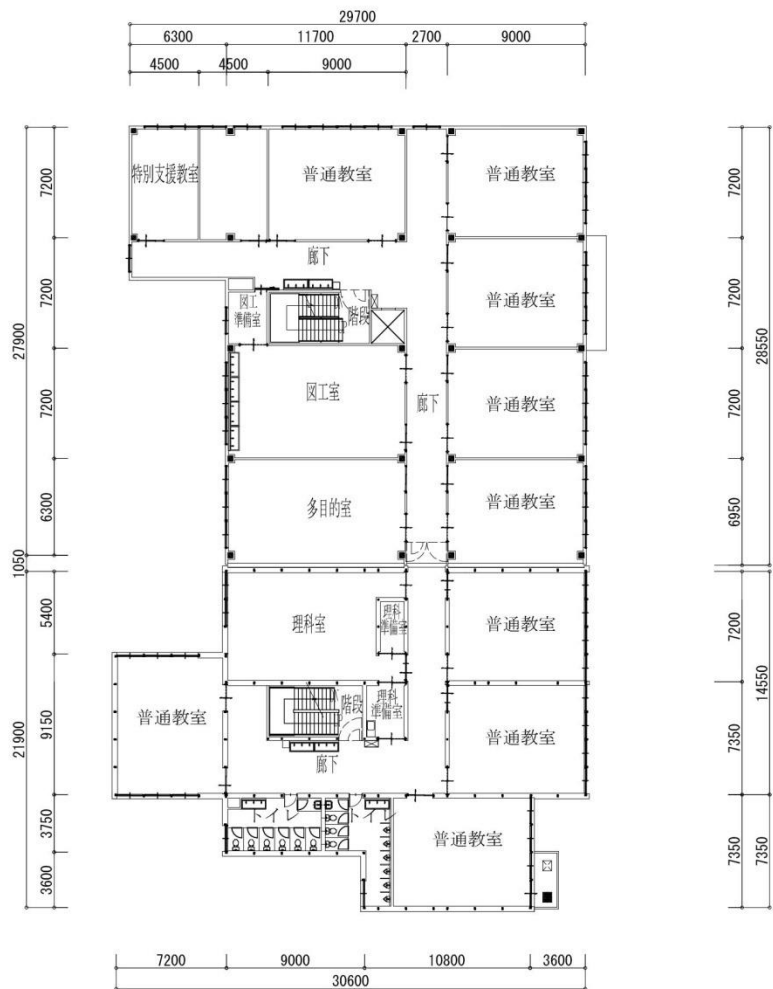 29700
6300 11700 2700 9000
4500 4500 9000
特別支援教室
普通教室
普通教室
廊下
普通教室
図工
準備室
階段
図工室
廊下
普通教室
多目的室
普通教室
理科室
理科
準備室
普通教室
普通教室
階段
理科
準備室
普通教室
廊下
トイレ
トイレ
普通教室
7200
7200
7200
6300
27900
1050
5400
9150
3750
3600
21900
7200
7200
7200
6950
28550
7200
7350
14550
7350
7350
7200 9000 10800 3600
30600